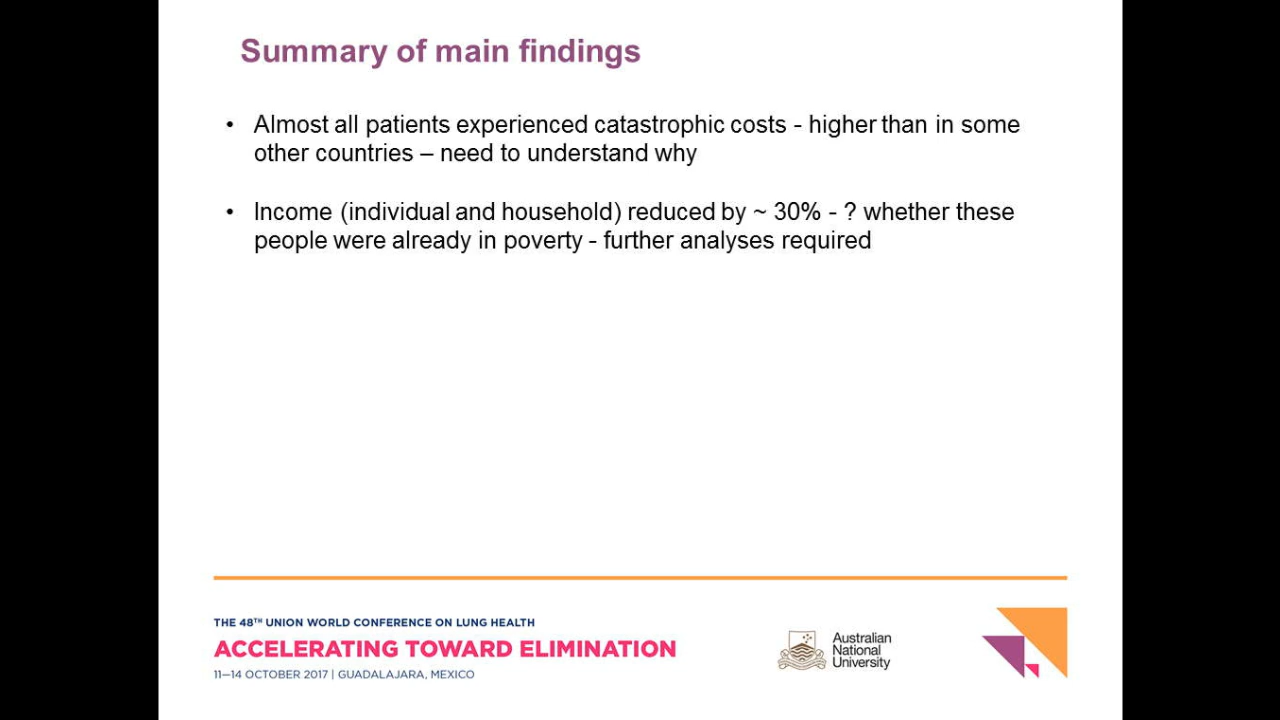 Summary of main findings
• Almost all patients experienced catastrophic costs - higher than in some
other countries – need to understand why
• Income (individual and household) reduced by ~ 30% - ? whether these
people were already in poverty - further analyses required
THE 48TH UNION WORLD CONFERENCE ON LUNG HEALTH
ACCELERATING TOWARD ELIMINATION
11–14 OCTOBER 2017 | GUADALAJARA, MEXICO
Australian
National
University